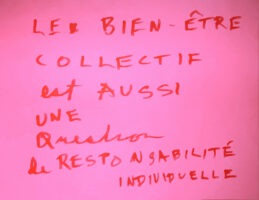 LE BIEN-ÊTRE
COLLECTIF
est AUSSI
UNE
Question
de RESPONSABILITÉ
INDIVIDUELLE